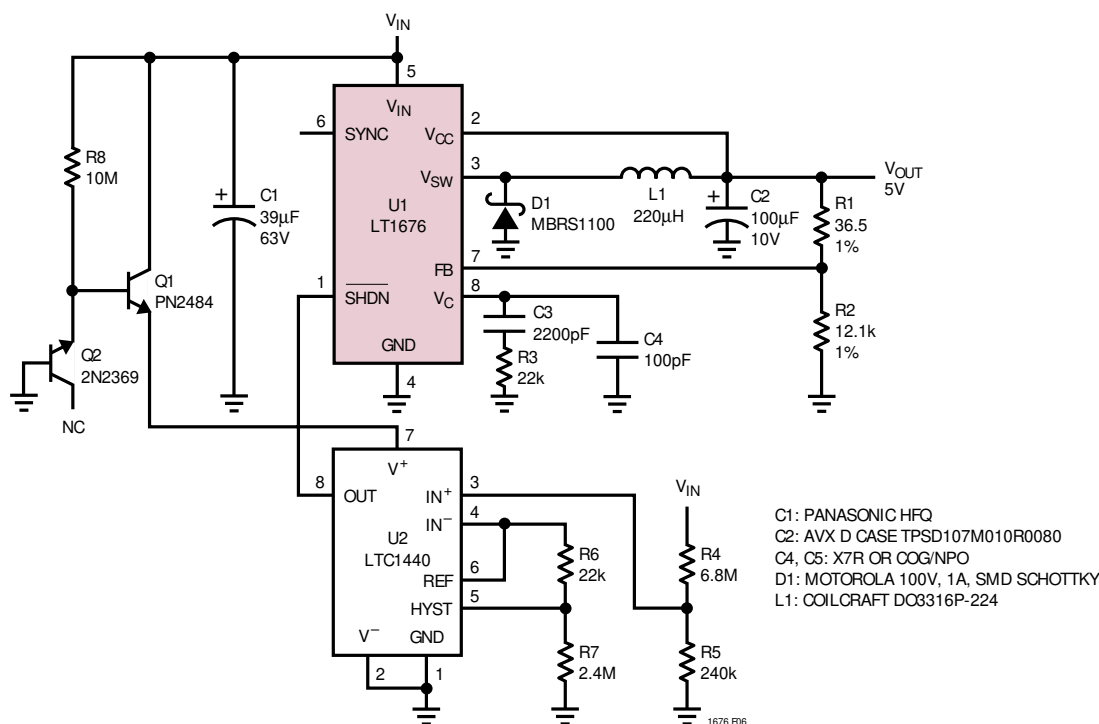 VIN
5
VIN
6
SYNC
VCC
2
R8
10M
VSW
3
VOUT
5V
C1
39µF
63V
U1
LT1676
D1
MBRS1100
L1
220µH
C2
100µF
10V
R1
36.5
1%
Q1
PN2484
1
SHDN
FB
7
VC
8
C3
2200pF
R2
12.1k
1%
C4
100pF
R3
22k
GND
4
Q2
2N2369
NC
7
V+
8
OUT
IN+
3
VIN
IN−
4
U2
LTC1440
R6
22k
R4
6.8M
REF
6
HYST
5
V−
GND
R7
2.4M
R5
240k
2
1
C1: PANASONIC HFQ
C2: AVX D CASE TPSD107M010R0080
C4, C5: X7R OR COG/NPO
D1: MOTOROLA 100V, 1A, SMD SCHOTTKY
L1: COILCRAFT DO3316P-224
1676 F06